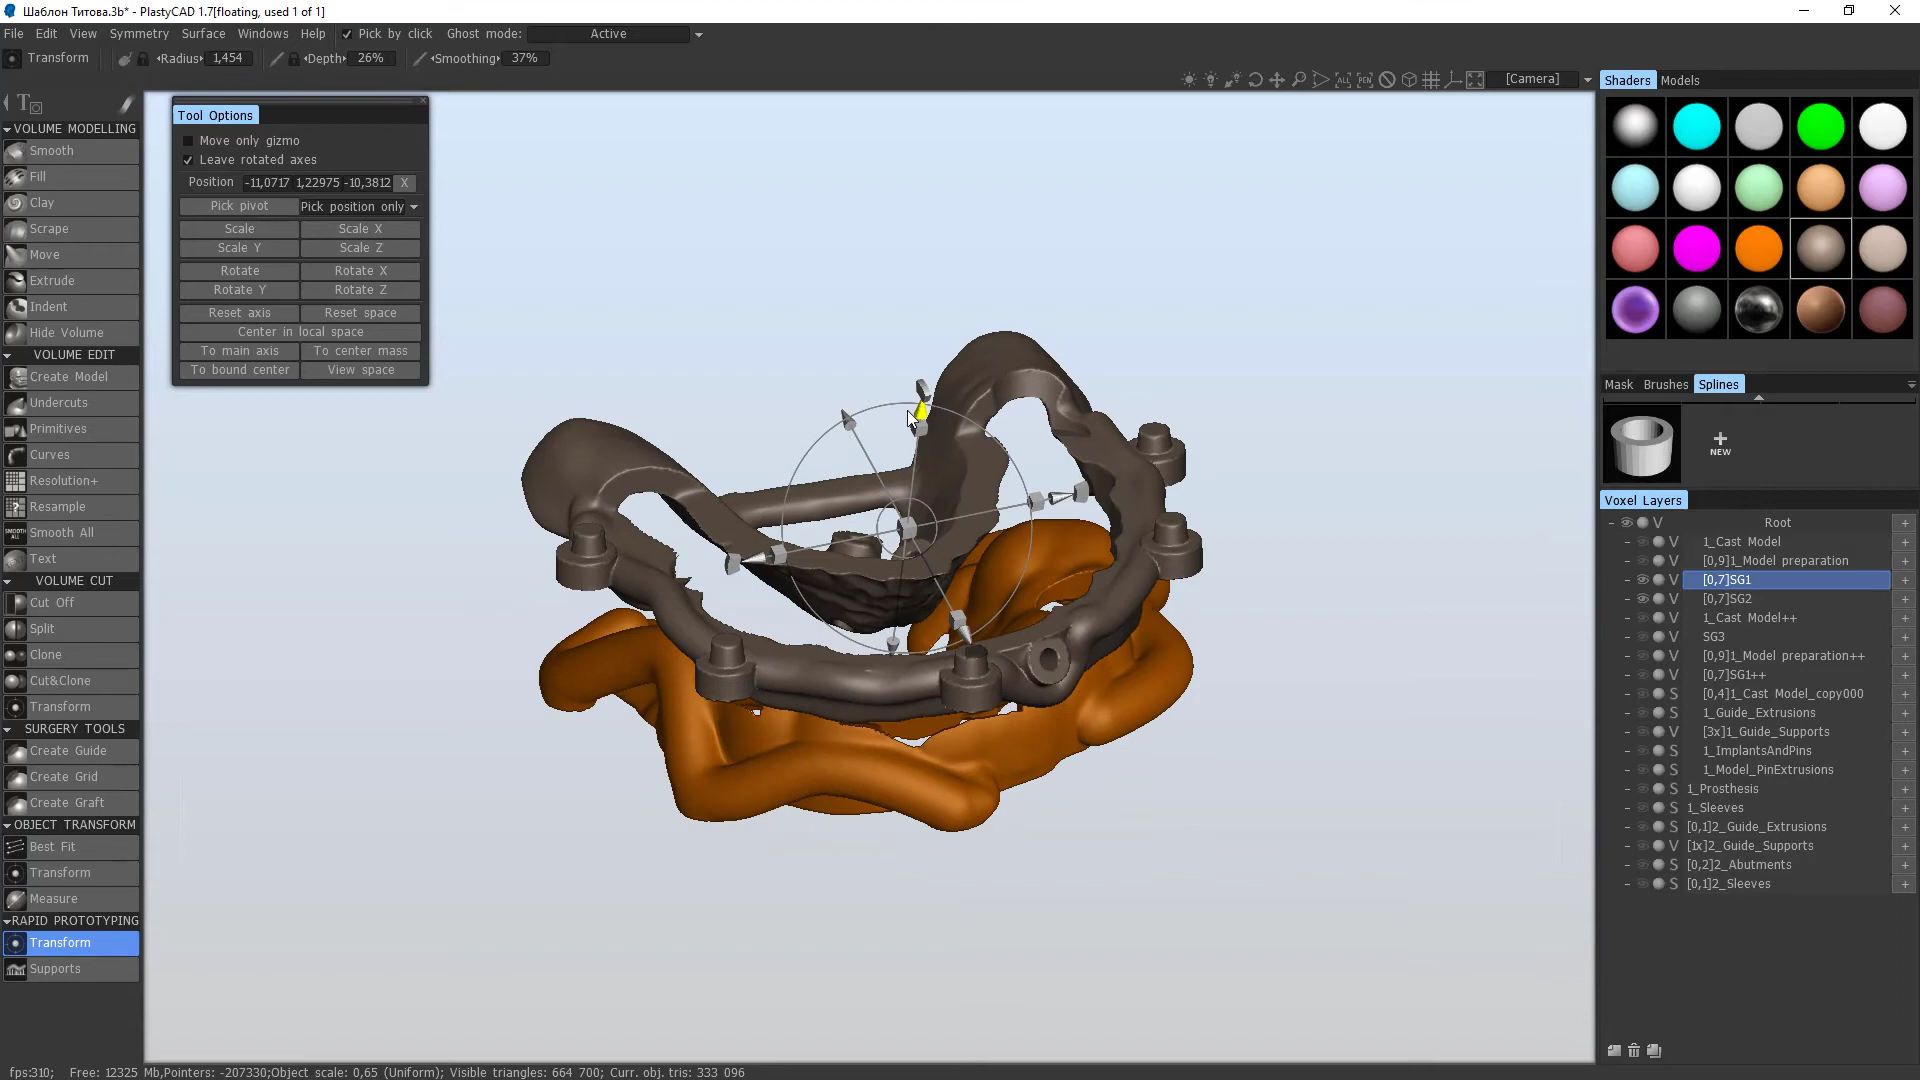 Шаблон Титова.3b* - PlastyCAD 1.7[floating, used 1 of 1]
File Edit View Symmetry Surface Windows Help Pick by click Ghost mode: Active
Transform Radius 1,454 Depth 26% Smoothing 37%
ALL PEN [Camera]
Shaders Models
Tool Options
Move only gizmo
Leave rotated axes
Position -11,0717 1,22975 -10,3812 X
Pick pivot Pick position only
Scale Scale X
Scale Y Scale Z
Rotate Rotate X
Rotate Y Rotate Z
Reset axis Reset space
Center in local space
To main axis To center mass
To bound center View space
VOLUME MODELLING
Smooth
Fill
Clay
Scrape
Move
Extrude
Indent
Hide Volume
VOLUME EDIT
Create Model
Undercuts
Primitives
Curves
Resolution+
Resample
SMOOTH ALL Smooth All
Text
VOLUME CUT
Cut Off
Split
Clone
Cut&Clone
Transform
SURGERY TOOLS
Create Guide
Create Grid
Create Graft
OBJECT TRANSFORM
Best Fit
Transform
Measure
RAPID PROTOTYPING
Transform
Supports
Mask Brushes Splines
NEW
Voxel Layers
V Root +
V 1_Cast Model +
V [0,9]1_Model preparation +
V [0,7]SG1 +
V [0,7]SG2 +
V 1_Cast Model++ +
V SG3 +
V [0,9]1_Model preparation++ +
V [0,7]SG1++ +
S [0,4]1_Cast Model_copy000 +
S 1_Guide_Extrusions +
V [3x]1_Guide_Supports +
S 1_ImplantsAndPins +
S 1_Model_PinExtrusions +
S 1_Prosthesis +
S 1_Sleeves +
S [0,1]2_Guide_Extrusions +
V [1x]2_Guide_Supports +
S [0,2]2_Abutments +
S [0,1]2_Sleeves +
fps:310; Free: 12325 Mb,Pointers: -207330;Object scale: 0,65 (Uniform); Visible triangles: 664 700; Curr. obj. tris: 333 096